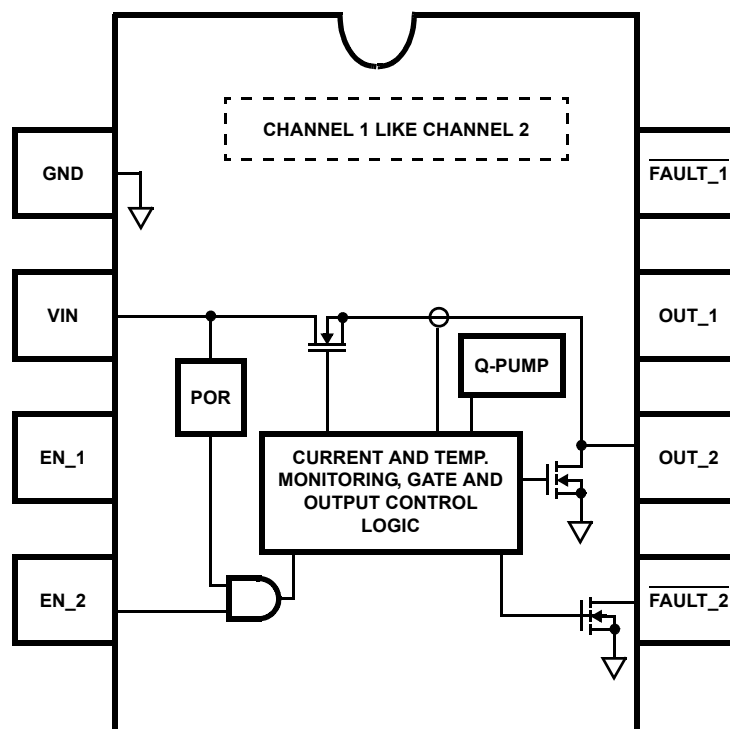 CHANNEL 1 LIKE CHANNEL 2
GND
FAULT_1
VIN
OUT_1
Q-PUMP
POR
EN_1
CURRENT AND TEMP.
MONITORING, GATE AND
OUTPUT CONTROL
LOGIC
OUT_2
EN_2
FAULT_2